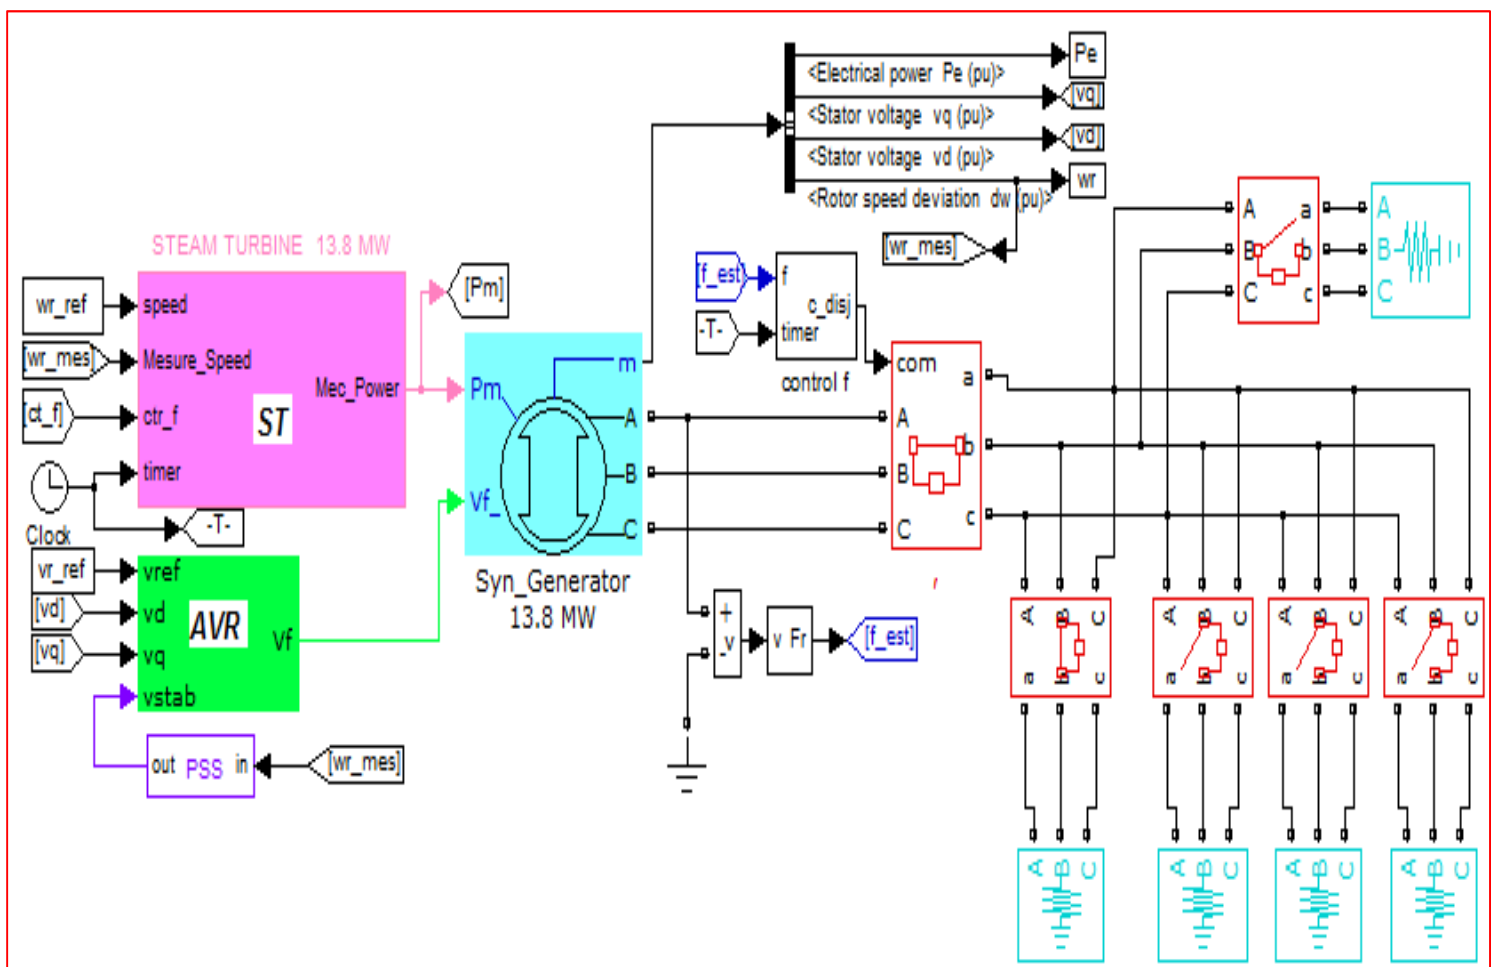 Pe
<Electrical power Pe (pu)>
[vq]
<Stator voltage vq (pu)>
[vd]
<Stator voltage vd (pu)>
wr
<Rotor speed deviation dw (pu)>
[wr_mes]
STEAM TURBINE 13.8 MW
wr_ref
speed
[wr_mes]
Mesure_Speed
[ct_f]
ctr_f
timer
Mec_Power
ST
[Pm]
Clock
-T-
vr_ref
vref
[vd]
vd
[vq]
vq
vstab
AVR
Vf
out PSS in
[wr_mes]
Pm
Vf_
m
A
B
C
Syn_Generator
13.8 MW
[f_est]
f
-T-
timer
c_disj
control f
com
A
B
C
a
b
c
+
-
v
v Fr
[f_est]
A a
B b
C c
A
B
C
A B C
a b c
A B C
a b c
A B C
a b c
A B C
a b c
A B C
A B C
A B C
A B C